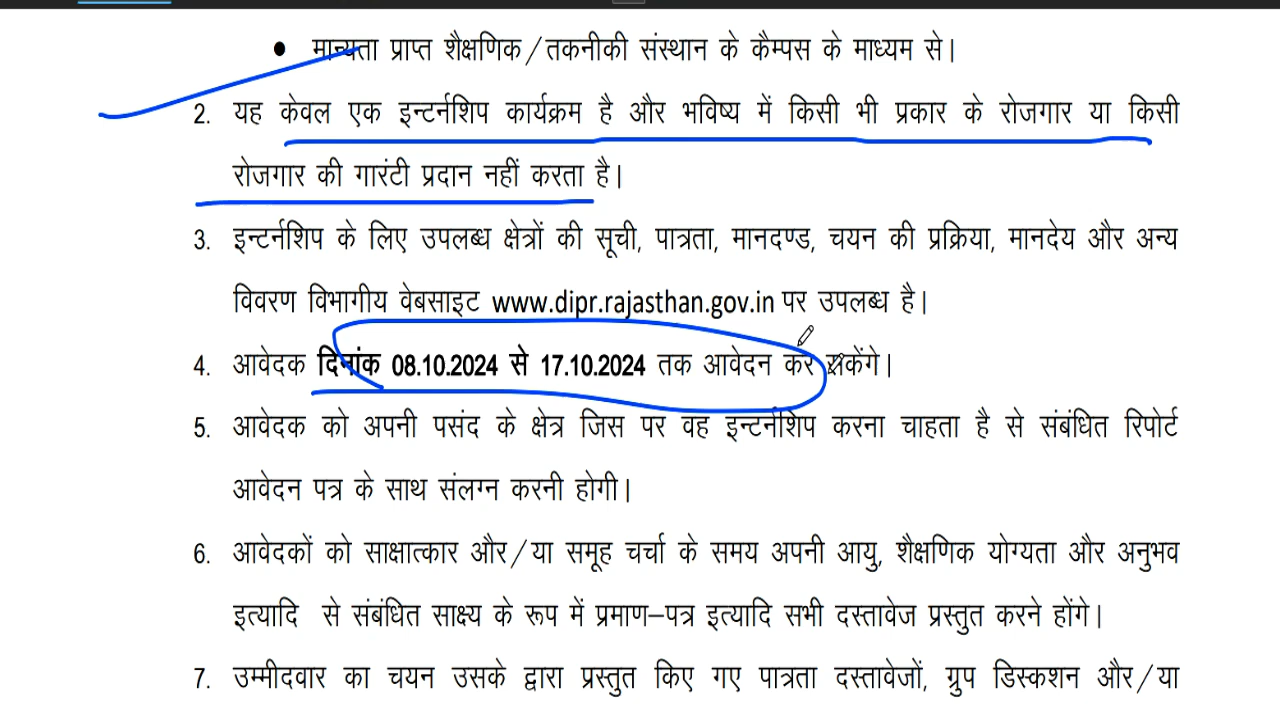 • मान्यता प्राप्त शैक्षणिक/तकनीकी संस्थान के कैम्पस के माध्यम से।
2. यह केवल एक इन्टर्नशिप कार्यक्रम है और भविष्य में किसी भी प्रकार के रोजगार या किसी
रोजगार की गारंटी प्रदान नहीं करता है।
3. इन्टर्नशिप के लिए उपलब्ध क्षेत्रों की सूची, पात्रता, मानदण्ड, चयन की प्रक्रिया, मानदेय और अन्य
विवरण विभागीय वेबसाइट www.dipr.rajasthan.gov.in पर उपलब्ध है।
4. आवेदक दिनांक 08.10.2024 से 17.10.2024 तक आवेदन कर सकेंगे।
5. आवेदक को अपनी पसंद के क्षेत्र जिस पर वह इन्टर्नशिप करना चाहता है से संबंधित रिपोर्ट
आवेदन पत्र के साथ संलग्न करनी होगी।
6. आवेदकों को साक्षात्कार और/या समूह चर्चा के समय अपनी आयु, शैक्षणिक योग्यता और अनुभव
इत्यादि से संबंधित साक्ष्य के रूप में प्रमाण–पत्र इत्यादि सभी दस्तावेज प्रस्तुत करने होंगे।
7. उम्मीदवार का चयन उसके द्वारा प्रस्तुत किए गए पात्रता दस्तावेजों, ग्रुप डिस्कशन और/या